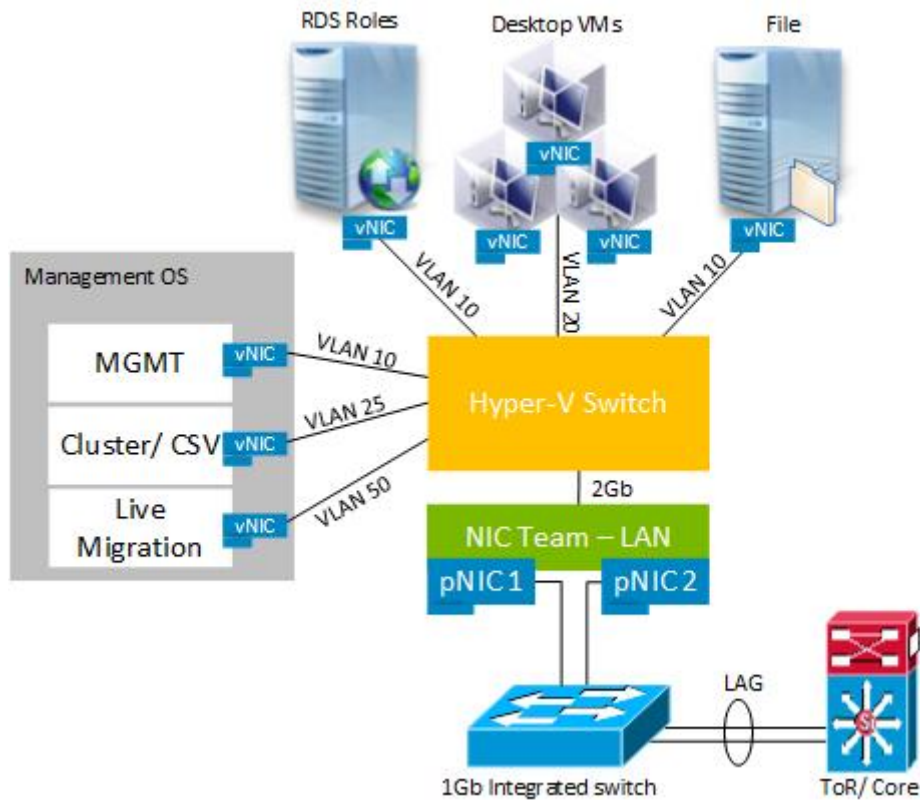 RDS Roles
Desktop VMs
File
vNIC
vNIC
vNIC
vNIC
vNIC
VLAN 10
VLAN 20
VLAN 10
Management OS
MGMT
vNIC
VLAN 10
Cluster/ CSV
vNIC
VLAN 25
Live
Migration
vNIC
VLAN 50
Hyper-V Switch
2Gb
NIC Team – LAN
pNIC 1
pNIC 2
LAG
Si
1Gb Integrated switch
ToR/ Core